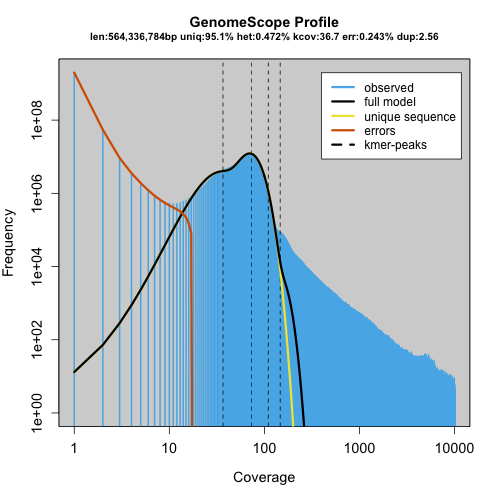 GenomeScope Profile
len:564,336,784bp uniq:95.1% het:0.472% kcov:36.7 err:0.243% dup:2.56
observed
full model
unique sequence
errors
kmer-peaks
Frequency
1e+08
1e+06
1e+04
1e+02
1e+00
1 10 100 1000 10000
Coverage